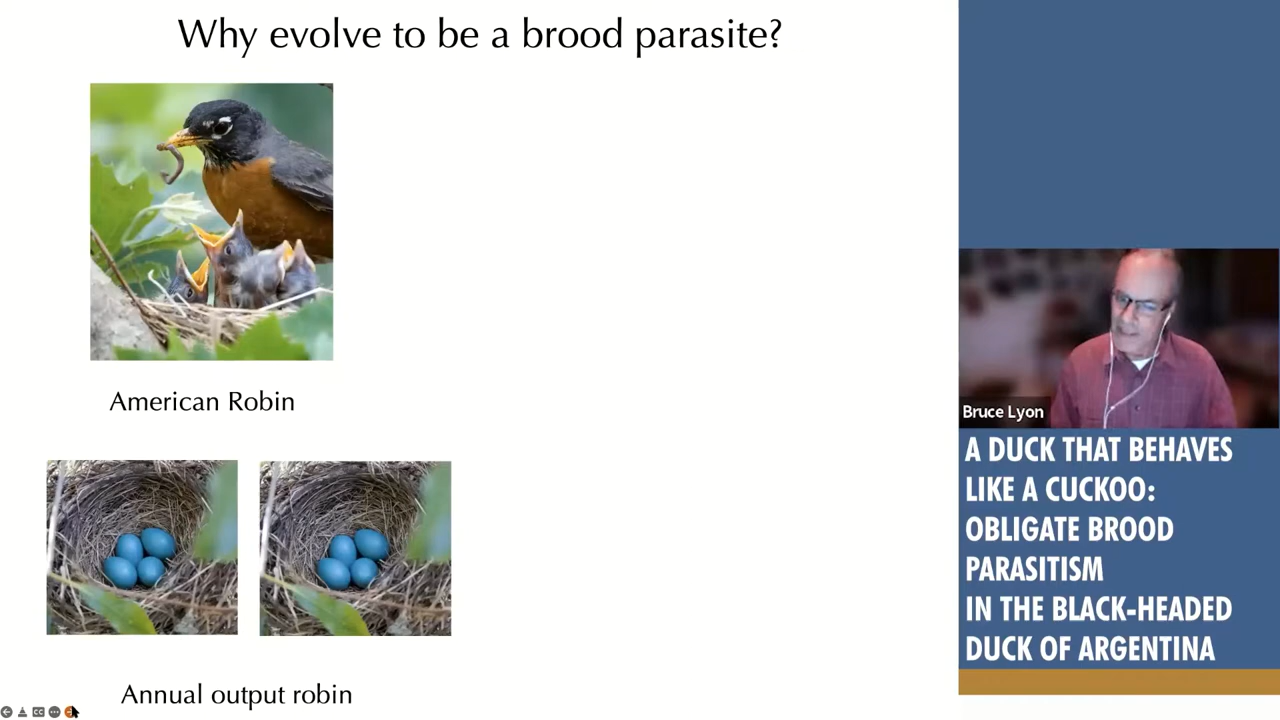 Why evolve to be a brood parasite?
American Robin
Annual output robin
Bruce Lyon
A DUCK THAT BEHAVES
LIKE A CUCKOO:
OBLIGATE BROOD
PARASITISM
IN THE BLACK-HEADED
DUCK OF ARGENTINA